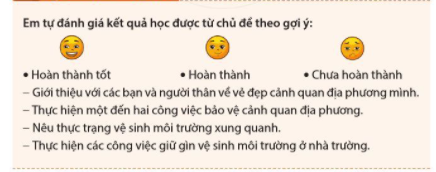 Em tự đánh giá kết quả học được từ chủ đề theo gợi ý:
• Hoàn thành tốt • Hoàn thành • Chưa hoàn thành
– Giới thiệu với các bạn và người thân về vẻ đẹp cảnh quan địa phương mình.
– Thực hiện một đến hai công việc bảo vệ cảnh quan địa phương.
– Nêu thực trạng vệ sinh môi trường xung quanh.
– Thực hiện các công việc giữ gìn vệ sinh môi trường ở nhà trường.